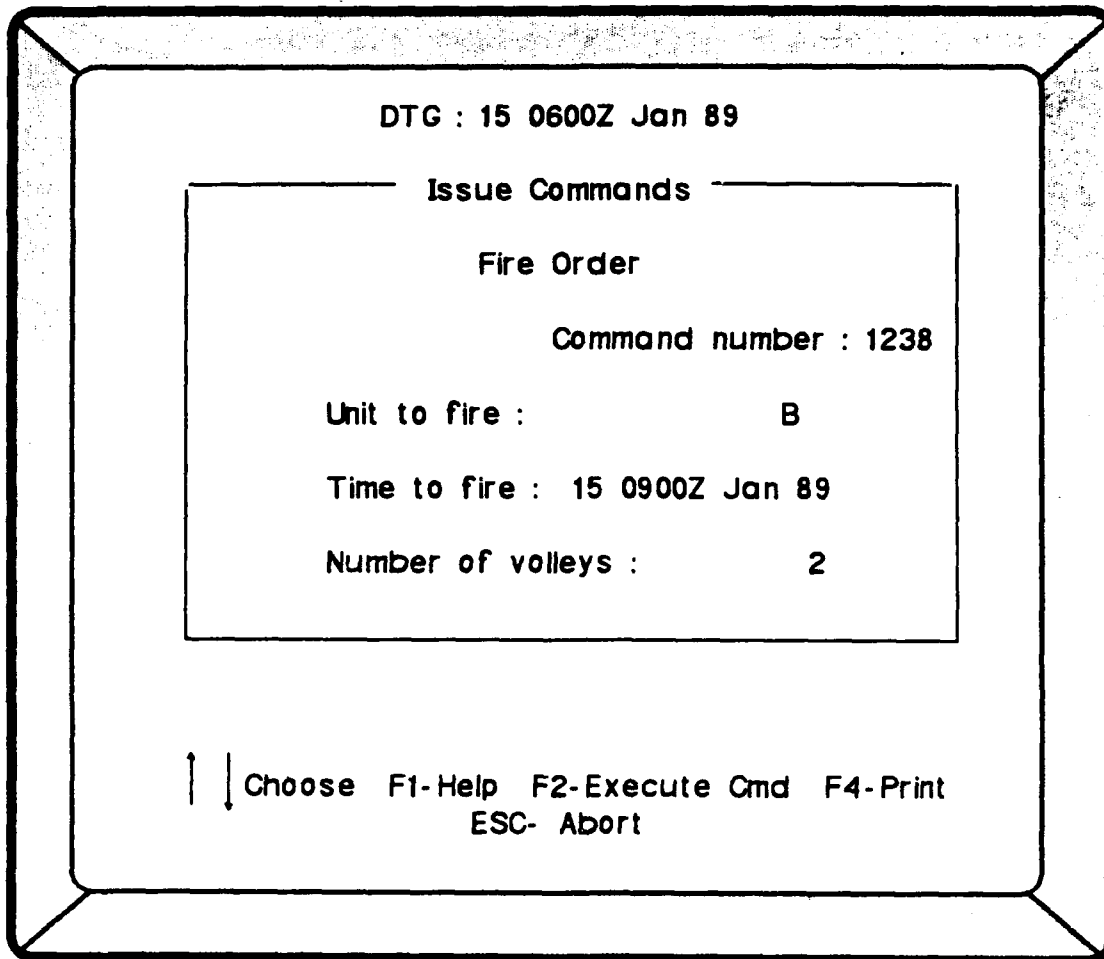 DTG : 15 0600Z Jan 89
Issue Commands
Fire Order
Command number : 1238
Unit to fire : B
Time to fire : 15 0900Z Jan 89
Number of volleys : 2
↑ ↓ Choose F1-Help F2-Execute Cmd F4-Print
ESC- Abort